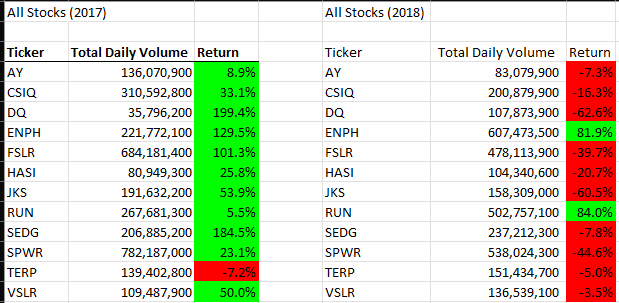 All Stocks (2017) All Stocks (2018)
Ticker Total Daily Volume Return Ticker Total Daily Volume Return
AY 136,070,900 8.9% AY 83,079,900 -7.3%
CSIQ 310,592,800 33.1% CSIQ 200,879,900 -16.3%
DQ 35,796,200 199.4% DQ 107,873,900 -62.6%
ENPH 221,772,100 129.5% ENPH 607,473,500 81.9%
FSLR 684,181,400 101.3% FSLR 478,113,900 -39.7%
HASI 80,949,300 25.8% HASI 104,340,600 -20.7%
JKS 191,632,200 53.9% JKS 158,309,000 -60.5%
RUN 267,681,300 5.5% RUN 502,757,100 84.0%
SEDG 206,885,200 184.5% SEDG 237,212,300 -7.8%
SPWR 782,187,000 23.1% SPWR 538,024,300 -44.6%
TERP 139,402,800 -7.2% TERP 151,434,700 -5.0%
VSLR 109,487,900 50.0% VSLR 136,539,100 -3.5%